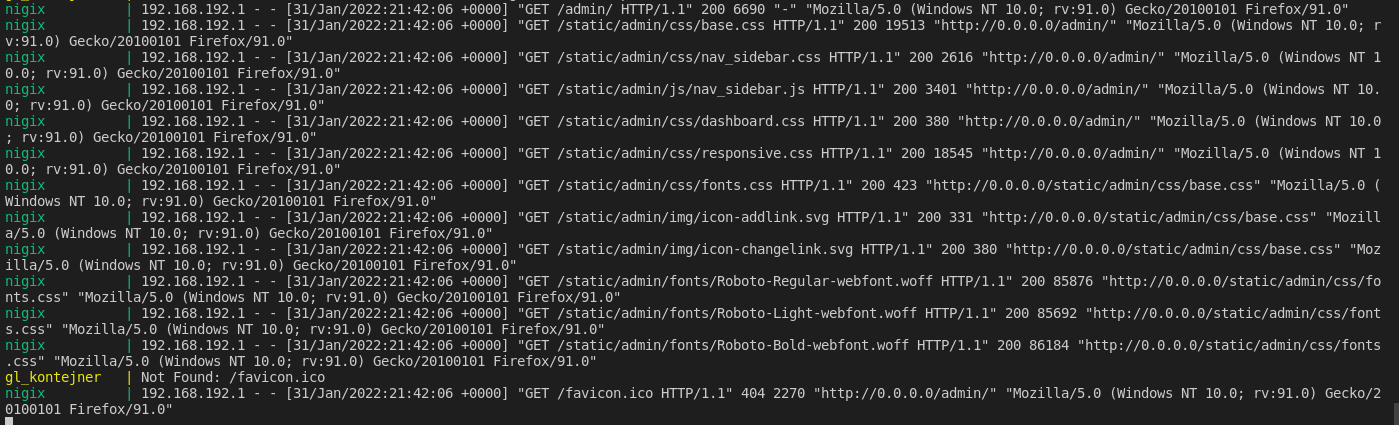 nigix | 192.168.192.1 - - [31/Jan/2022:21:42:06 +0000] "GET /admin/ HTTP/1.1" 200 6690 "-" "Mozilla/5.0 (Windows NT 10.0; rv:91.0) Gecko/20100101 Firefox/91.0"
nigix | 192.168.192.1 - - [31/Jan/2022:21:42:06 +0000] "GET /static/admin/css/base.css HTTP/1.1" 200 19513 "http://0.0.0.0/admin/" "Mozilla/5.0 (Windows NT 10.0; r
v:91.0) Gecko/20100101 Firefox/91.0"
nigix | 192.168.192.1 - - [31/Jan/2022:21:42:06 +0000] "GET /static/admin/css/nav_sidebar.css HTTP/1.1" 200 2616 "http://0.0.0.0/admin/" "Mozilla/5.0 (Windows NT 1
0.0; rv:91.0) Gecko/20100101 Firefox/91.0"
nigix | 192.168.192.1 - - [31/Jan/2022:21:42:06 +0000] "GET /static/admin/js/nav_sidebar.js HTTP/1.1" 200 3401 "http://0.0.0.0/admin/" "Mozilla/5.0 (Windows NT 10.
0; rv:91.0) Gecko/20100101 Firefox/91.0"
nigix | 192.168.192.1 - - [31/Jan/2022:21:42:06 +0000] "GET /static/admin/css/dashboard.css HTTP/1.1" 200 380 "http://0.0.0.0/admin/" "Mozilla/5.0 (Windows NT 10.0
; rv:91.0) Gecko/20100101 Firefox/91.0"
nigix | 192.168.192.1 - - [31/Jan/2022:21:42:06 +0000] "GET /static/admin/css/responsive.css HTTP/1.1" 200 18545 "http://0.0.0.0/admin/" "Mozilla/5.0 (Windows NT 1
0.0; rv:91.0) Gecko/20100101 Firefox/91.0"
nigix | 192.168.192.1 - - [31/Jan/2022:21:42:06 +0000] "GET /static/admin/css/fonts.css HTTP/1.1" 200 423 "http://0.0.0.0/static/admin/css/base.css" "Mozilla/5.0 (
Windows NT 10.0; rv:91.0) Gecko/20100101 Firefox/91.0"
nigix | 192.168.192.1 - - [31/Jan/2022:21:42:06 +0000] "GET /static/admin/img/icon-addlink.svg HTTP/1.1" 200 331 "http://0.0.0.0/static/admin/css/base.css" "Mozill
a/5.0 (Windows NT 10.0; rv:91.0) Gecko/20100101 Firefox/91.0"
nigix | 192.168.192.1 - - [31/Jan/2022:21:42:06 +0000] "GET /static/admin/img/icon-changelink.svg HTTP/1.1" 200 380 "http://0.0.0.0/static/admin/css/base.css" "Moz
illa/5.0 (Windows NT 10.0; rv:91.0) Gecko/20100101 Firefox/91.0"
nigix | 192.168.192.1 - - [31/Jan/2022:21:42:06 +0000] "GET /static/admin/fonts/Roboto-Regular-webfont.woff HTTP/1.1" 200 85876 "http://0.0.0.0/static/admin/css/fo
nts.css" "Mozilla/5.0 (Windows NT 10.0; rv:91.0) Gecko/20100101 Firefox/91.0"
nigix | 192.168.192.1 - - [31/Jan/2022:21:42:06 +0000] "GET /static/admin/fonts/Roboto-Light-webfont.woff HTTP/1.1" 200 85692 "http://0.0.0.0/static/admin/css/font
s.css" "Mozilla/5.0 (Windows NT 10.0; rv:91.0) Gecko/20100101 Firefox/91.0"
nigix | 192.168.192.1 - - [31/Jan/2022:21:42:06 +0000] "GET /static/admin/fonts/Roboto-Bold-webfont.woff HTTP/1.1" 200 86184 "http://0.0.0.0/static/admin/css/fonts
.css" "Mozilla/5.0 (Windows NT 10.0; rv:91.0) Gecko/20100101 Firefox/91.0"
gl_kontejner | Not Found: /favicon.ico
nigix | 192.168.192.1 - - [31/Jan/2022:21:42:06 +0000] "GET /favicon.ico HTTP/1.1" 404 2270 "http://0.0.0.0/admin/" "Mozilla/5.0 (Windows NT 10.0; rv:91.0) Gecko/2
0100101 Firefox/91.0"